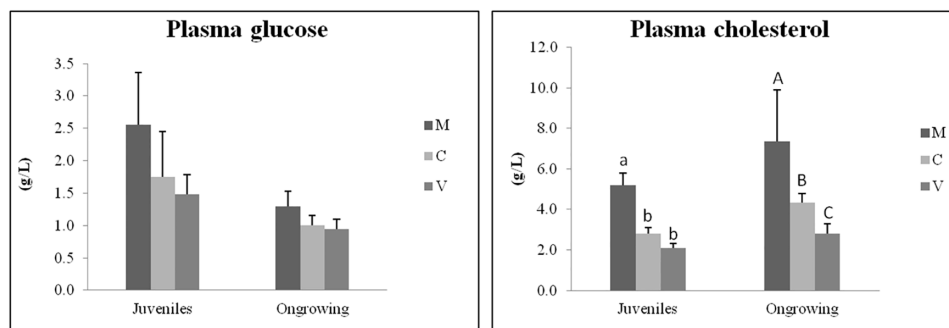 Plasma glucose
3.5
3.0
2.5
2.0
1.5
1.0
0.5
0.0
(g/L)
Juveniles
Ongrowing
M
C
V
Plasma cholesterol
12.0
10.0
8.0
6.0
4.0
2.0
0.0
(g/L)
a
b
b
A
B
C
Juveniles
Ongrowing
M
C
V